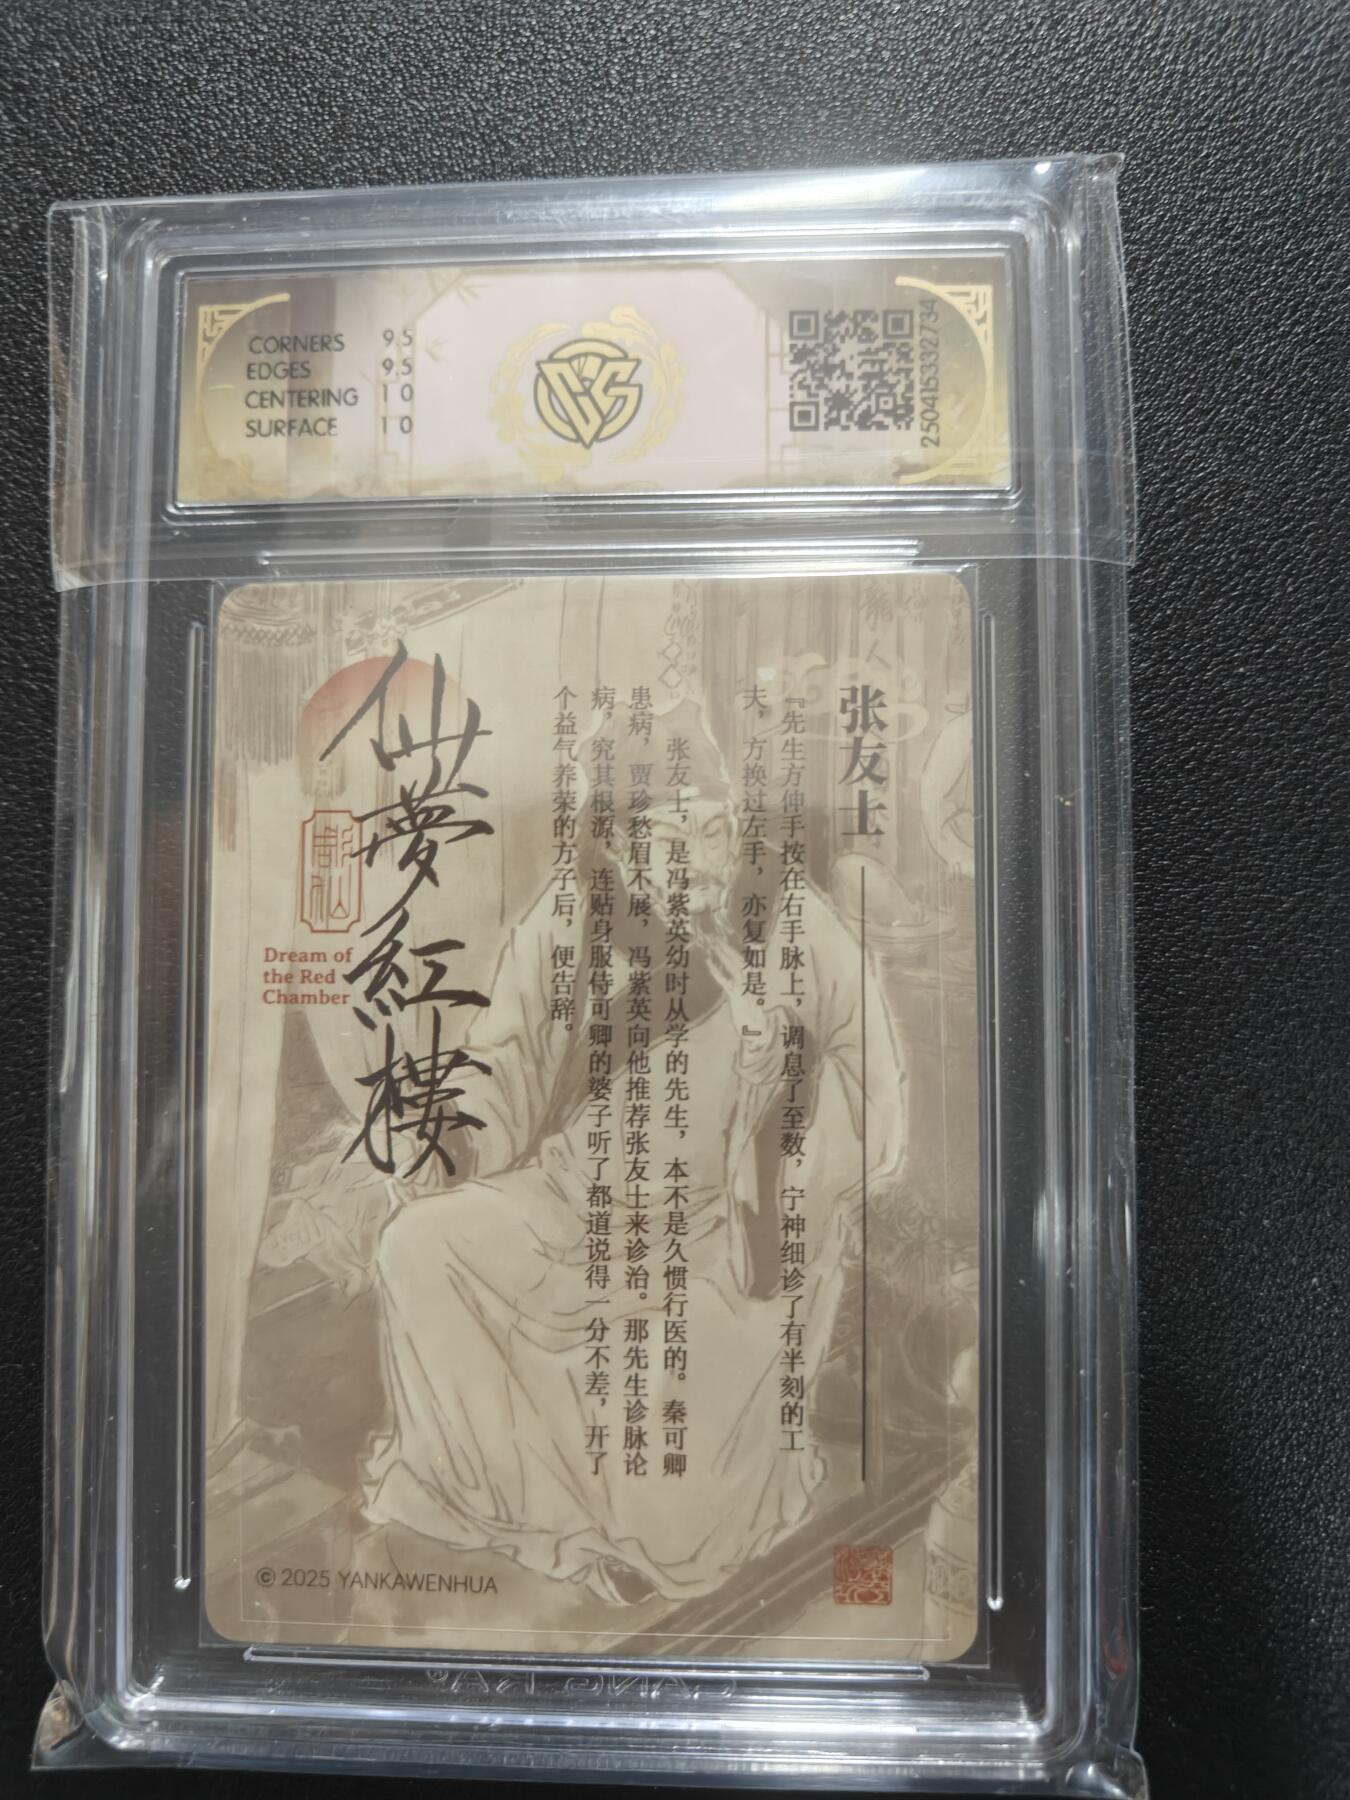 CORNERS 9.5
EDGES 9.5
CENTERING 10
SURFACE 10
CCS
250415332734
张友士
『先生方伸手按在右手脉上，调息了至数，宁神细诊了有半刻的工
夫，方换过左手，亦复如是。』
张友士，是冯紫英幼时从学的先生，本不是久惯行医的。秦可卿
患病，贾珍愁眉不展，冯紫英向他推荐张友士来诊治。那先生诊脉论
病，究其根源，连贴身服侍可卿的婆子听了都道说得一分不差，开了
个益气养荣的方子后，便告辞。
仙夢紅樓
Dream of
the Red
Chamber
© 2025 YANKAWENHUA